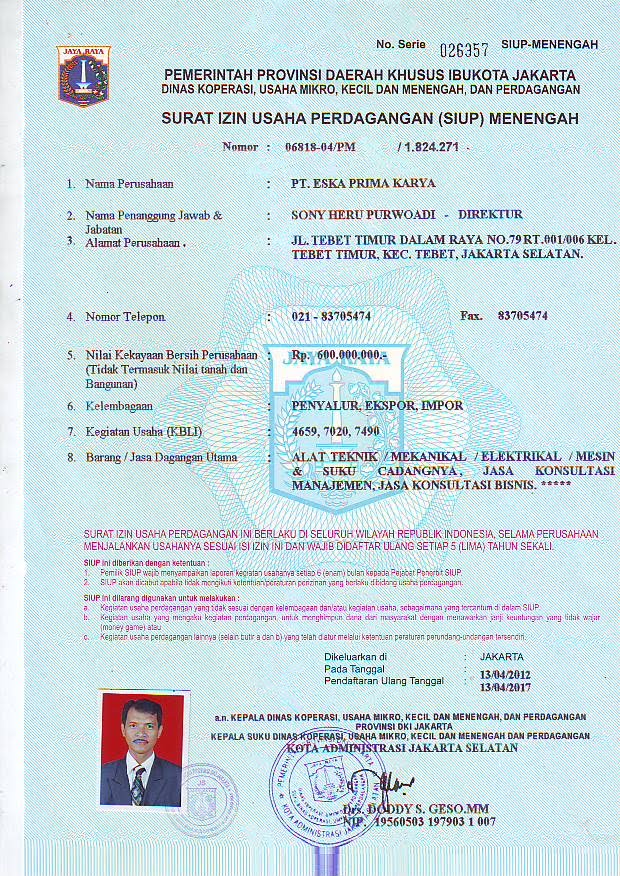 No. Serie 026357 SIUP-MENENGAH
JAYA RAYA
PEMERINTAH PROVINSI DAERAH KHUSUS IBUKOTA JAKARTA
DINAS KOPERASI, USAHA MIKRO, KECIL DAN MENENGAH, DAN PERDAGANGAN
SURAT IZIN USAHA PERDAGANGAN (SIUP) MENENGAH
Nomor : 06818-04/PM / 1.824.271 .
1. Nama Perusahaan : PT. ESKA PRIMA KARYA
2. Nama Penanggung Jawab & : SONY HERU PURWOADI - DIREKTUR
Jabatan
3. Alamat Perusahaan . : JL. TEBET TIMUR DALAM RAYA NO.79 RT.001/006 KEL.
TEBET TIMUR, KEC. TEBET, JAKARTA SELATAN.
4. Nomor Telepon : 021 - 83705474 Fax. 83705474
5. Nilai Kekayaan Bersih Perusahaan : Rp. 600.000.000.-
(Tidak Termasuk Nilai tanah dan
Bangunan)
JAYA RAYA
6. Kelembagaan : PENYALUR, EKSPOR, IMPOR
7. Kegiatan Usaha (KBLI) : 4659, 7020, 7490
8. Barang / Jasa Dagangan Utama : ALAT TEKNIK / MEKANIKAL / ELEKTRIKAL / MESIN
& SUKU CADANGNYA, JASA KONSULTASI
MANAJEMEN, JASA KONSULTASI BISNIS. *****
SURAT IZIN USAHA PERDAGANGAN INI BERLAKU DI SELURUH WILAYAH REPUBLIK INDONESIA, SELAMA PERUSAHAAN
MENJALANKAN USAHANYA SESUAI ISI IZIN INI DAN WAJIB DIDAFTAR ULANG SETIAP 5 (LIMA) TAHUN SEKALI.
SIUP ini diberikan dengan ketentuan :
1. Pemilik SIUP wajib menyampaikan laporan kegiatan usahanya setiap 6 (enam) bulan kepada Pejabat Penerbit SIUP.
2. SIUP akan dicabut apabila tidak mengikuti ketentuan/peraturan perizinan yang berlaku di bidang usaha perdagangan.
SIUP ini dilarang digunakan untuk melakukan :
a. Kegiatan usaha perdagangan yang tidak sesuai dengan kelembagaan dan/atau kegiatan usaha, sebagaimana yang tercantum di dalam SIUP.
b. Kegiatan usaha yang mengaku kegiatan perdagangan, untuk menghimpun dana dari masyarakat dengan menawarkan janji keuntungan yang tidak wajar
(money game) atau
c. Kegiatan usaha perdagangan lainnya (selain butir a dan b) yang telah diatur melalui ketentuan peraturan perundang-undangan tersendiri.
Dikeluarkan di : JAKARTA
Pada Tanggal : 13/04/2012
Pendaftaran Ulang Tanggal : 13/04/2017
a.n. KEPALA DINAS KOPERASI, USAHA MIKRO, KECIL DAN MENENGAH, DAN PERDAGANGAN
PROVINSI DKI JAKARTA
KEPALA SUKU DINAS KOPERASI, USAHA MIKRO, KECIL DAN MENENGAH DAN PERDAGANGAN
KOTA ADMINISTRASI JAKARTA SELATAN
Drs. DODDY S. GESO.MM
NIP. 19560503 197903 1 007